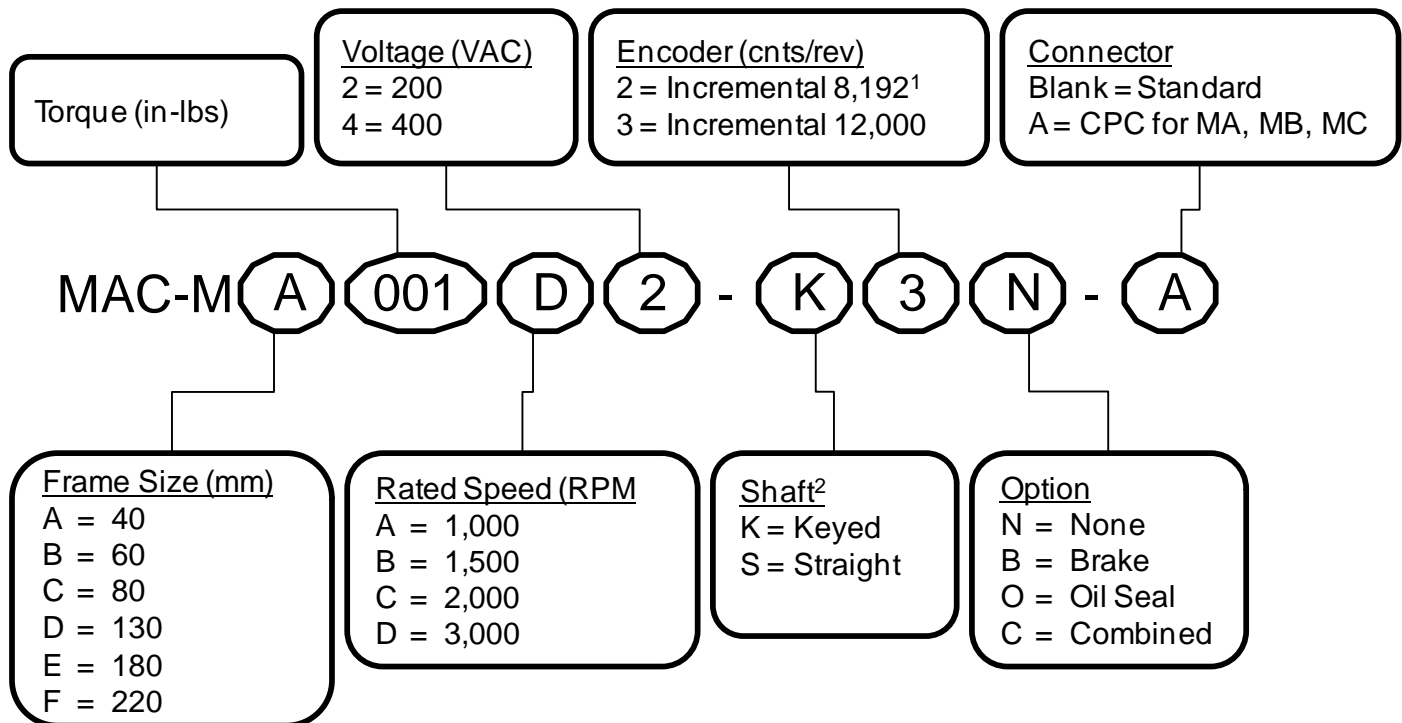 Torque (in-lbs)
Voltage (VAC)
2 = 200
4 = 400
Encoder (cnts/rev)
2 = Incremental 8,192¹
3 = Incremental 12,000
Connector
Blank = Standard
A = CPC for MA, MB, MC
MAC-M A 001 D 2 - K 3 N - A
Frame Size (mm)
A = 40
B = 60
C = 80
D = 130
E = 180
F = 220
Rated Speed (RPM
A = 1,000
B = 1,500
C = 2,000
D = 3,000
Shaft²
K = Keyed
S = Straight
Option
N = None
B = Brake
O = Oil Seal
C = Combined